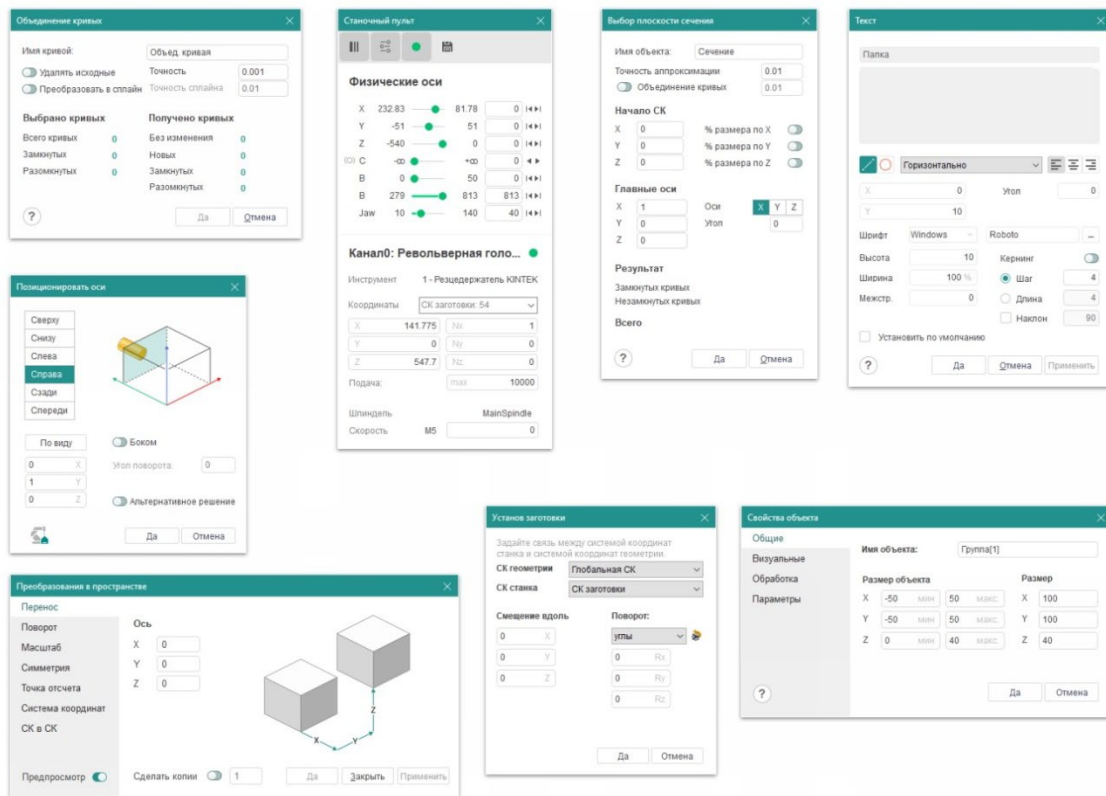 Объединение кривых
Имя кривой: Объед. кривая
Удалять исходные Точность 0.001
Преобразовать в сплайн Точность сплайна 0.01
Выбрано кривых Получено кривых
Всего кривых 0 Без изменения 0
Замкнутых 0 Новых 0
Разомкнутых 0 Замкнутых 0
Разомкнутых 0
? Да Отмена
Станочный пульт
Физические оси
X 232.83 81.78 0
Y -51 51 0
Z -540 0 0
(O) C -∞ +∞ 0
B 0 50 0
B 279 813 813
Jaw 10 140 40
Канал0: Револьверная голо...
Инструмент 1 - Резцедержатель KINTEK
Координаты СК заготовки: 54
X 141.775 Nx 1
Y 0 Ny 0
Z 547.7 Nz 0
Подача: max 10000
Шпиндель MainSpindle
Скорость M5 0
Выбор плоскости сечения
Имя объекта: Сечение
Точность аппроксимации 0.01
Объединение кривых 0.01
Начало СК
X 0 % размера по X
Y 0 % размера по Y
Z 0 % размера по Z
Главные оси
X 1 Оси X Y Z
Y 0 Угол 0
Z 0
Результат
Замкнутых кривых
Незамкнутых кривых
Всего
? Да Отмена
Текст
Папка
Горизонтально
X 0 Угол 0
Y 10
Шрифт Windows Roboto ...
Высота 10 Кернинг
Ширина 100 % Шаг 4
Межстр. 0 Длина 4
Наклон 90
Установить по умолчанию
? Да Отмена Применить
Позиционировать оси
Сверху
Снизу
Слева
Справа
Сзади
Спереди
По виду Боком
0 X Угол поворота: 0
1 Y
0 Z Альтернативное решение
Да Отмена
Преобразования в пространстве
Перенос
Поворот Ось
Масштаб X 0
Симметрия Y 0
Точка отсчета Z 0
Система координат
СК в СК
X Y Z
Предпросмотр Сделать копии 1 Да Закрыть Применить
Установ заготовки
Задайте связь между системой координат
станка и системой координат геометрии.
СК геометрии Глобальная СК
СК станка СК заготовки
Смещение вдоль Поворот:
0 X углы
0 Y 0 Rx
0 Z 0 Ry
0 Rz
Да Отмена
Свойства объекта
Общие
Визуальные Имя объекта: Группа[1]
Обработка Размер объекта Размер
Параметры X -50 мин 50 макс X 100
Y -50 мин 50 макс Y 100
Z 0 мин 40 макс Z 40
? Да Отмена